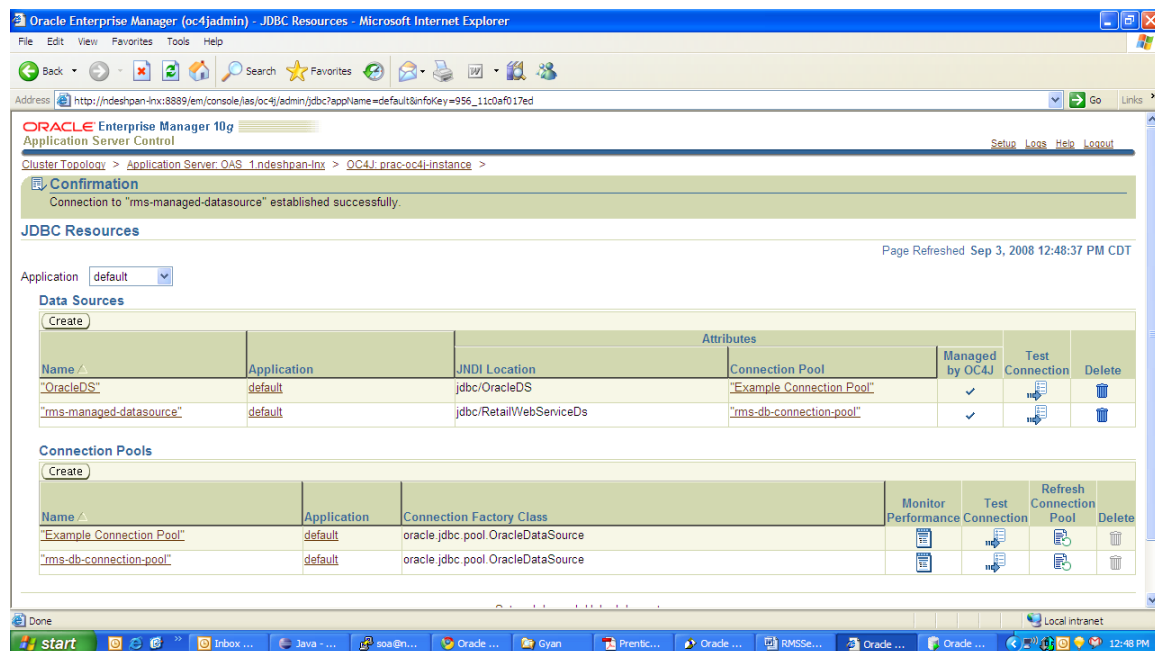 Oracle Enterprise Manager (oc4jadmin) - JDBC Resources - Microsoft Internet Explorer
File Edit View Favorites Tools Help
Back Search Favorites
Address http://ndeshpan-lnx:8889/em/console/ias/oc4j/admin/jdbc?appName=default&infoKey=956_11c0af017ed Go Links
ORACLE Enterprise Manager 10g
Application Server Control
Setup Logs Help Logout
Cluster Topology > Application Server: OAS_1.ndeshpan-lnx > OC4J: prac-oc4j-instance >
Confirmation
Connection to "rms-managed-datasource" established successfully.
JDBC Resources
Page Refreshed Sep 3, 2008 12:48:37 PM CDT
Application default
Data Sources
Create
Attributes
Name Application JNDI Location Connection Pool Managed by OC4J Test Connection Delete
"OracleDS" default jdbc/OracleDS "Example Connection Pool"
"rms-managed-datasource" default jdbc/RetailWebServiceDs "rms-db-connection-pool"
Connection Pools
Create
Name Application Connection Factory Class Monitor Performance Test Connection Refresh Connection Pool Delete
"Example Connection Pool" default oracle.jdbc.pool.OracleDataSource
"rms-db-connection-pool" default oracle.jdbc.pool.OracleDataSource
Done Local intranet
start Inbox ... Java - ... soa@n... Oracle ... Gyan Prentic... Oracle ... RMSSe... Oracle ... Oracle ... 12:48 PM